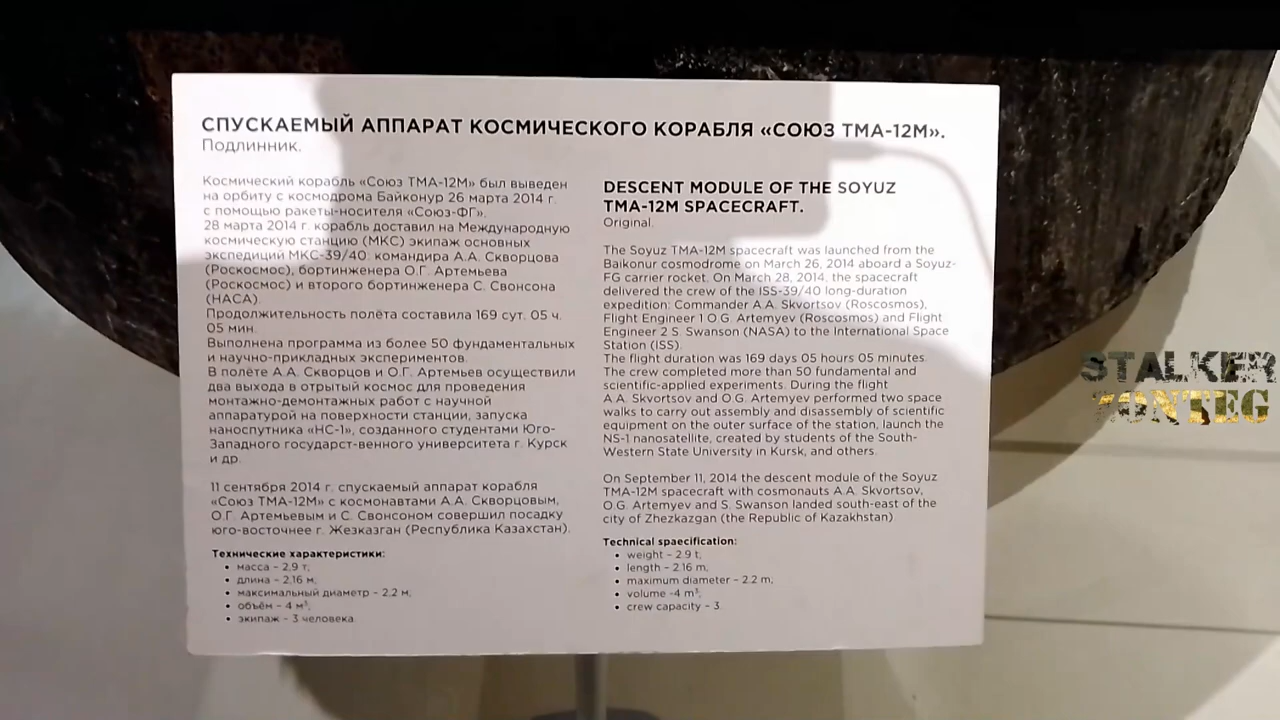 СПУСКАЕМЫЙ АППАРАТ КОСМИЧЕСКОГО КОРАБЛЯ «СОЮЗ ТМА-12М».
Подлинник.
Космический корабль «Союз ТМА-12М» был выведен
на орбиту с космодрома Байконур 26 марта 2014 г.
с помощью ракеты-носителя «Союз-ФГ».
28 марта 2014 г. корабль доставил на Международную
космическую станцию (МКС) экипаж основных
экспедиций МКС-39/40: командира А.А. Скворцова
(Роскосмос), бортинженера О.Г. Артемьева
(Роскосмос) и второго бортинженера С. Свонсона
(НАСА).
Продолжительность полёта составила 169 сут. 05 ч.
05 мин.
Выполнена программа из более 50 фундаментальных
и научно-прикладных экспериментов.
В полёте А.А. Скворцов и О.Г. Артемьев осуществили
два выхода в отрытый космос для проведения
монтажно-демонтажных работ с научной
аппаратурой на поверхности станции, запуска
наноспутника «НС-1», созданного студентами Юго-
Западного государст-венного университета г. Курск
и др.
11 сентября 2014 г. спускаемый аппарат корабля
«Союз ТМА-12М» с космонавтами А.А. Скворцовым,
О.Г. Артемьевым и С. Свонсоном совершил посадку
юго-восточнее г. Жезказган (Республика Казахстан).
Технические характеристики:
• масса – 2,9 т;
• длина – 2,16 м;
• максимальный диаметр – 2,2 м;
• объём – 4 м³;
• экипаж – 3 человека.
DESCENT MODULE OF THE SOYUZ
TMA-12M SPACECRAFT.
Original.
The Soyuz TMA-12M spacecraft was launched from the
Baikonur cosmodrome on March 26, 2014 aboard a Soyuz-
FG carrier rocket. On March 28, 2014, the spacecraft
delivered the crew of the ISS-39/40 long-duration
expedition: Commander A.A. Skvortsov (Roscosmos),
Flight Engineer 1 O.G. Artemyev (Roscosmos) and Flight
Engineer 2 S. Swanson (NASA) to the International Space
Station (ISS).
The flight duration was 169 days 05 hours 05 minutes.
The crew completed more than 50 fundamental and
scientific-applied experiments. During the flight
A.A. Skvortsov and O.G. Artemyev performed two space
walks to carry out assembly and disassembly of scientific
equipment on the outer surface of the station, launch the
NS-1 nanosatellite, created by students of the South-
Western State University in Kursk, and others.
On September 11, 2014 the descent module of the Soyuz
TMA-12M spacecraft with cosmonauts A.A. Skvortsov,
O.G. Artemyev and S. Swanson landed south-east of the
city of Zhezkazgan (the Republic of Kazakhstan)
Technical spaecification:
• weight – 2.9 t;
• length – 2.16 m;
• maximum diameter – 2.2 m;
• volume -4 m³;
• crew capacity – 3.
STALKER
ZONTEG